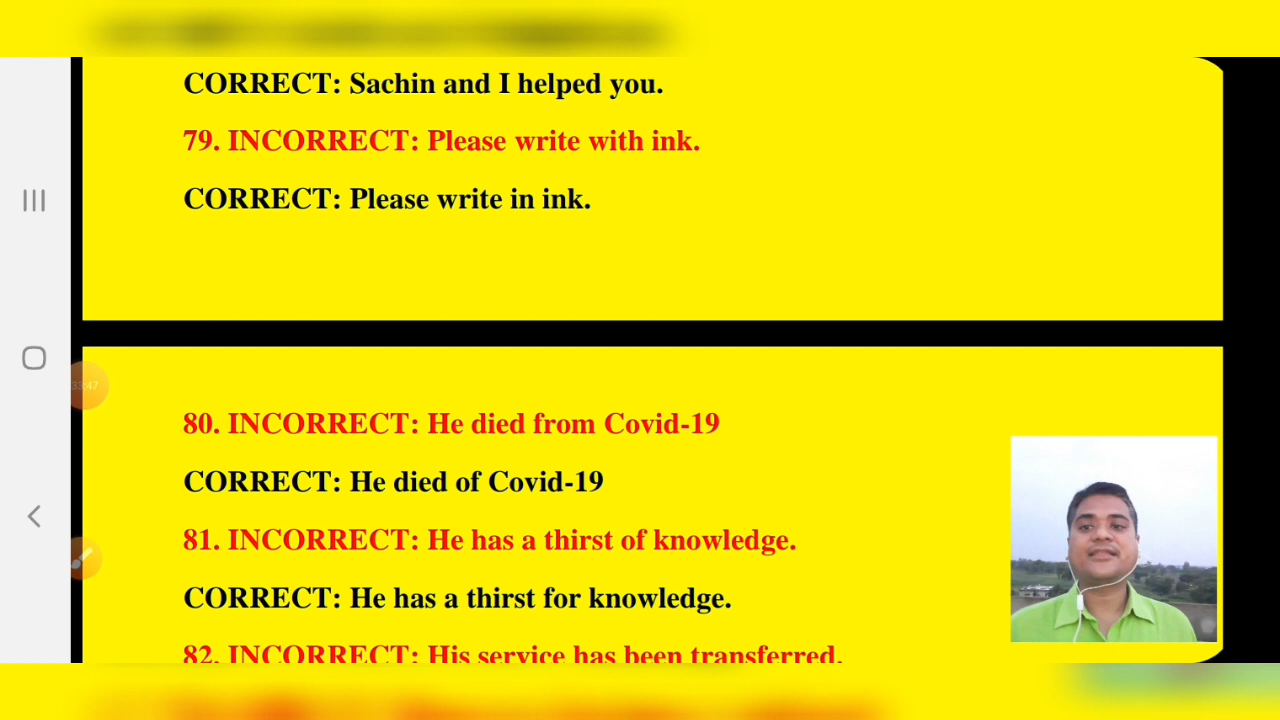 CORRECT: Sachin and I helped you.
79. INCORRECT: Please write with ink.
CORRECT: Please write in ink.
33:47
80. INCORRECT: He died from Covid-19
CORRECT: He died of Covid-19
81. INCORRECT: He has a thirst of knowledge.
CORRECT: He has a thirst for knowledge.
82. INCORRECT: His service has been transferred.